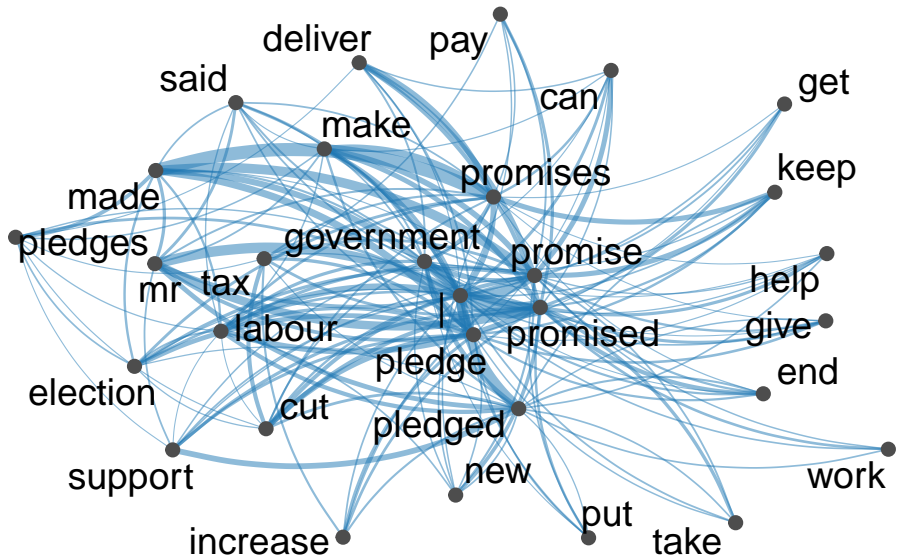 deliver
pay
said
can
get
make
keep
made
promises
pledges
government
promise
mr
tax
help
I
labour
promised
give
pledge
election
end
cut
pledged
support
new
work
increase
put
take